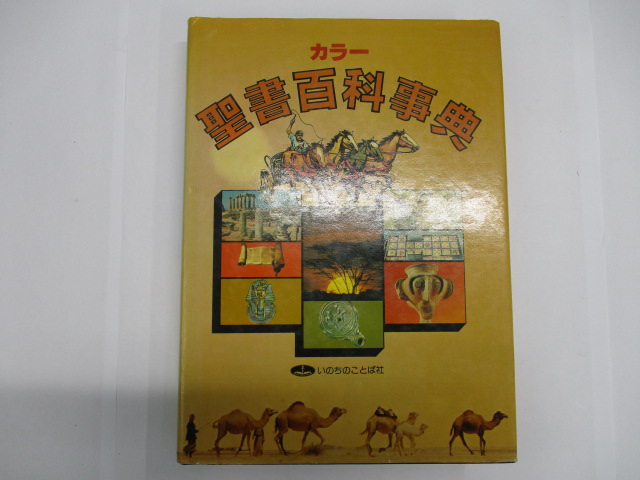 カラー
聖書百科事典
いのちのことば社